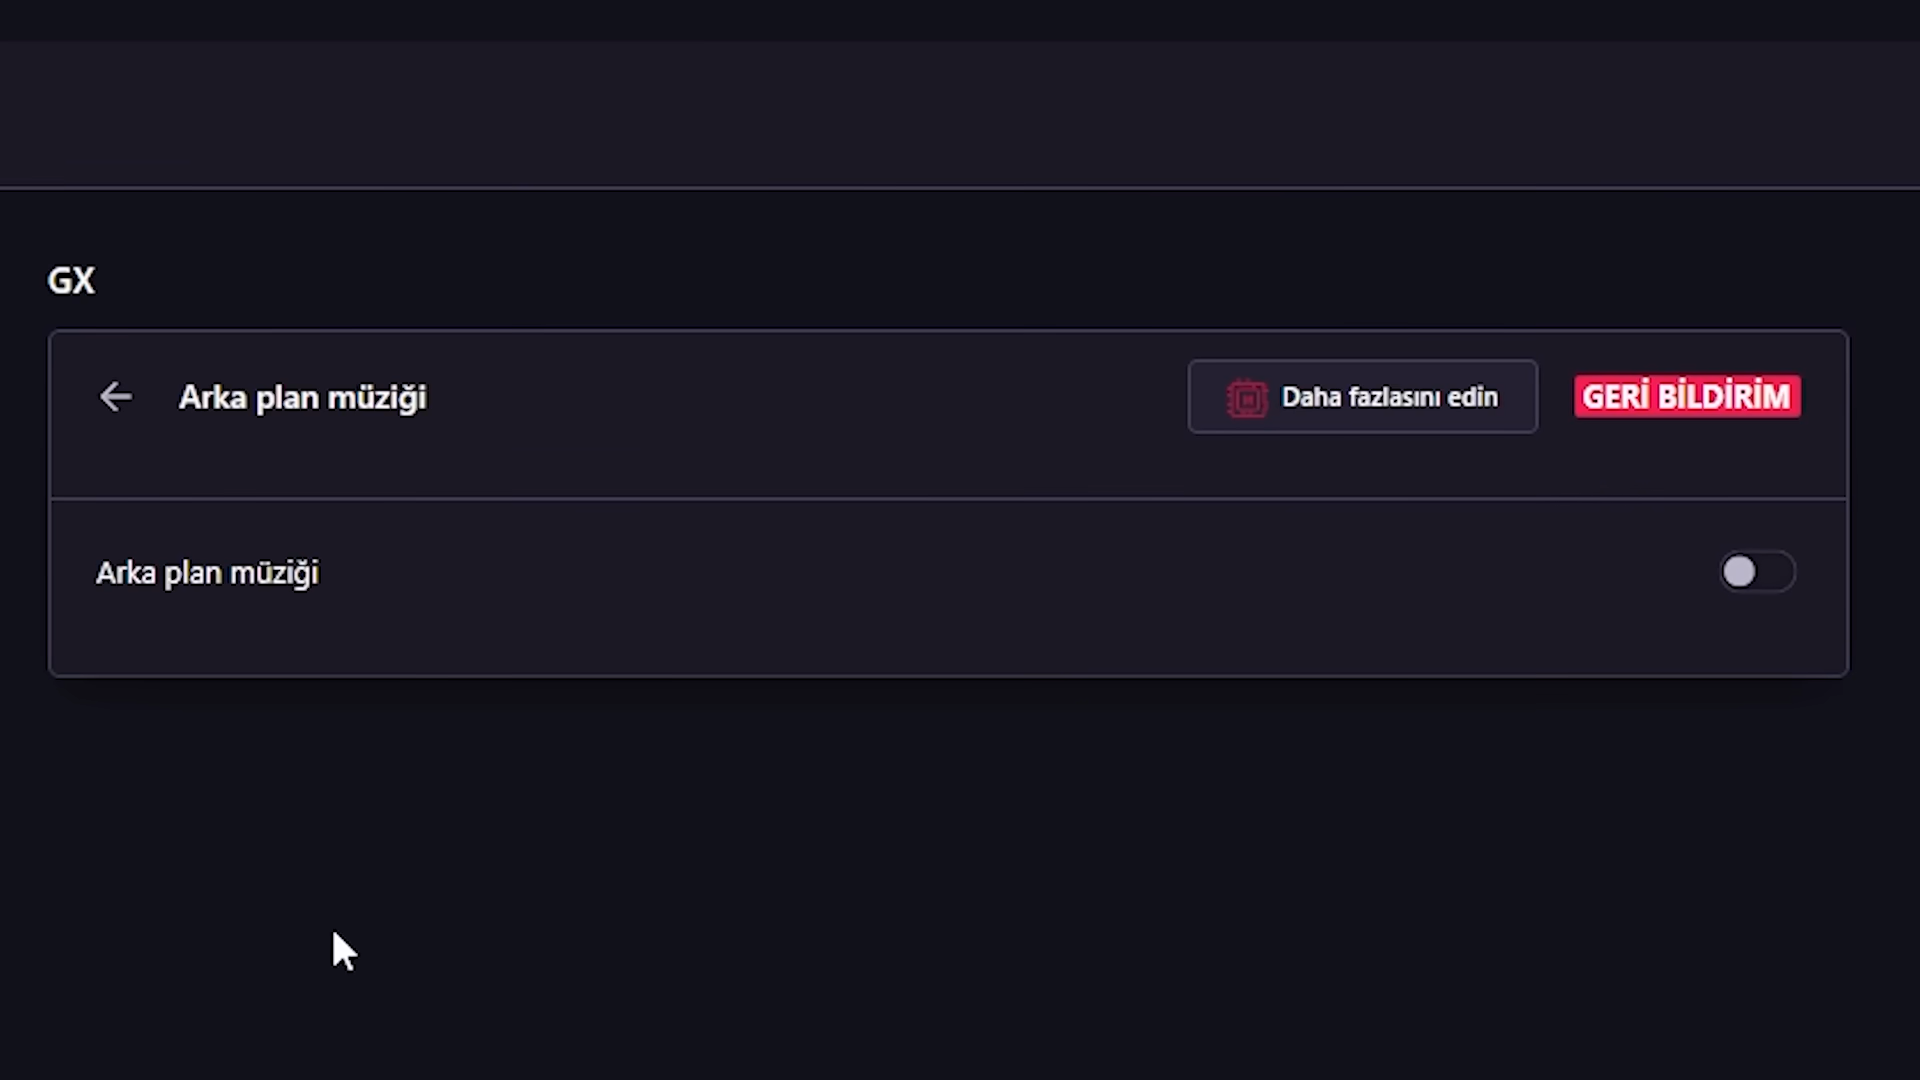 GX
Arka plan müziği
Daha fazlasını edin
GERİ BİLDİRİM
Arka plan müziği